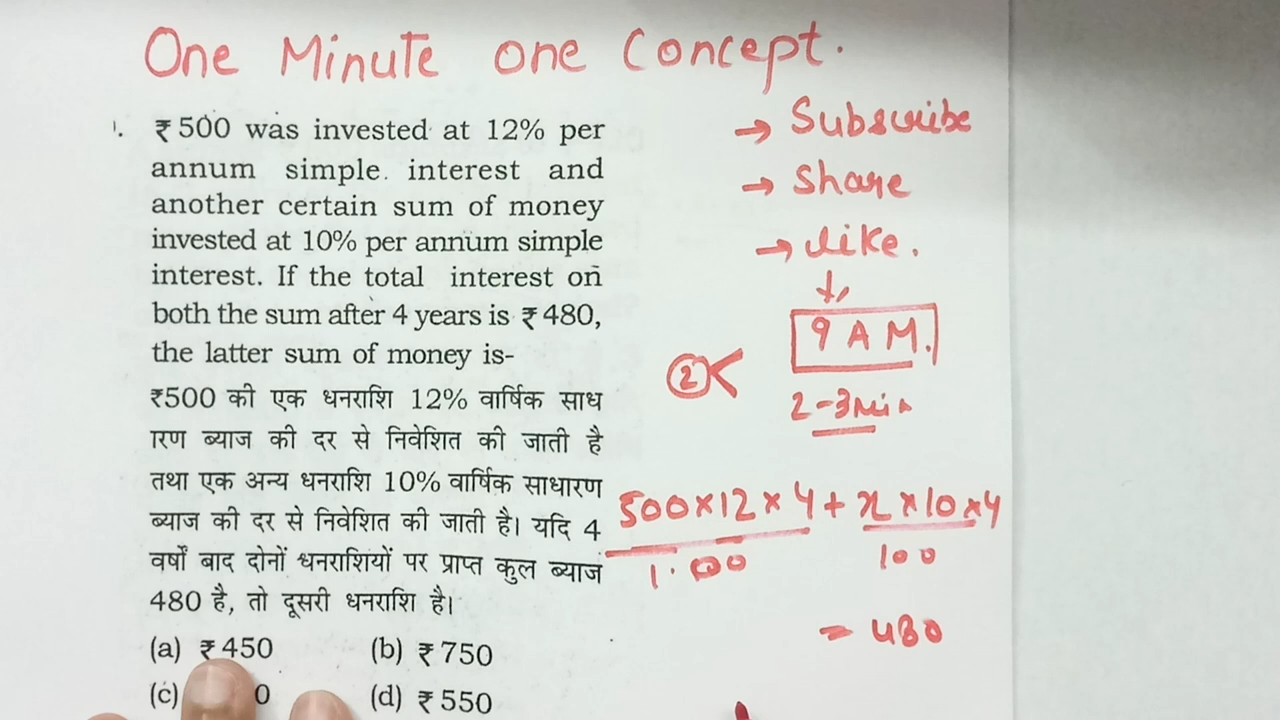 One Minute one Concept.
→ Subscribe
→ Share
→ like.
9 AM.
② <
2-3 Min
1. ₹500 was invested at 12% per
annum simple interest and
another certain sum of money
invested at 10% per annum simple
interest. If the total interest on
both the sum after 4 years is ₹480,
the latter sum of money is-
₹500 की एक धनराशि 12% वार्षिक साध
रण ब्याज की दर से निवेशित की जाती है
तथा एक अन्य धनराशि 10% वार्षिक साधारण
ब्याज की दर से निवेशित की जाती है। यदि 4
वर्षों बाद दोनों धनराशियों पर प्राप्त कुल ब्याज
480 है, तो दूसरी धनराशि है।
(a) ₹450 (b) ₹750
(c) 0 (d) ₹550
500×12×4 + x×10×4
100 100
= 480